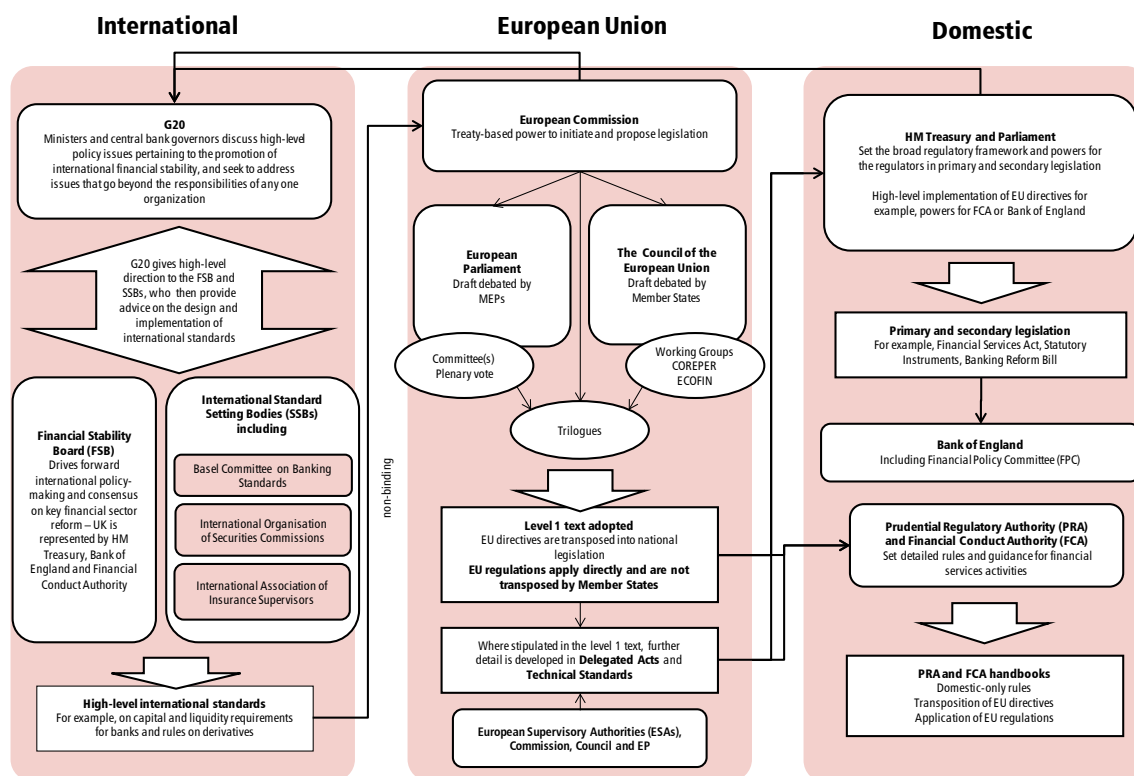 International
European Union
Domestic
G20
Ministers and central bank governors discuss high-level
policy issues pertaining to the promotion of
international financial stability, and seek to address
issues that go beyond the responsibilities of any one
organization
G20 gives high-level
direction to the FSB and
SSBs, who then provide
advice on the design and
implementation of
international standards
Financial Stability
Board (FSB)
Drives forward
international policy-
making and consensus
on key financial sector
reform – UK is
represented by HM
Treasury, Bank of
England and Financial
Conduct Authority
International Standard
Setting Bodies (SSBs)
including
Basel Committee on Banking
Standards
International Organisation
of Securities Commissions
International Association of
Insurance Supervisors
High-level international standards
For example, on capital and liquidity requirements
for banks and rules on derivatives
non-binding
European Commission
Treaty-based power to initiate and propose legislation
European
Parliament
Draft debated by
MEPs
The Council of the
European Union
Draft debated by
Member States
Committee(s)
Plenary vote
Working Groups
COREPER
ECOFIN
Trilogues
Level 1 text adopted
EU directives are transposed into national
legislation
EU regulations apply directly and are not
transposed by Member States
Where stipulated in the level 1 text, further
detail is developed in Delegated Acts and
Technical Standards
European Supervisory Authorities (ESAs),
Commission, Council and EP
HM Treasury and Parliament
Set the broad regulatory framework and powers for
the regulators in primary and secondary legislation
High-level implementation of EU directives for
example, powers for FCA or Bank of England
Primary and secondary legislation
For example, Financial Services Act, Statutory
Instruments, Banking Reform Bill
Bank of England
Including Financial Policy Committee (FPC)
Prudential Regulatory Authority (PRA)
and Financial Conduct Authority (FCA)
Set detailed rules and guidance for financial
services activities
PRA and FCA handbooks
Domestic-only rules
Transposition of EU directives
Application of EU regulations